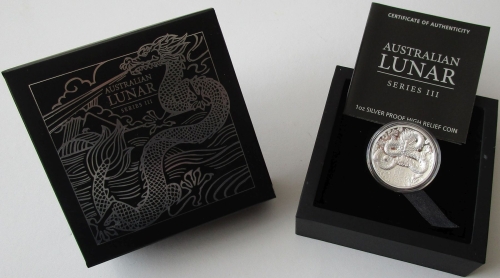 AUSTRALIAN
LUNAR
SERIES III
CERTIFICATE OF AUTHENTICITY
AUSTRALIAN
LUNAR
SERIES III
1oz SILVER PROOF HIGH RELIEF COIN